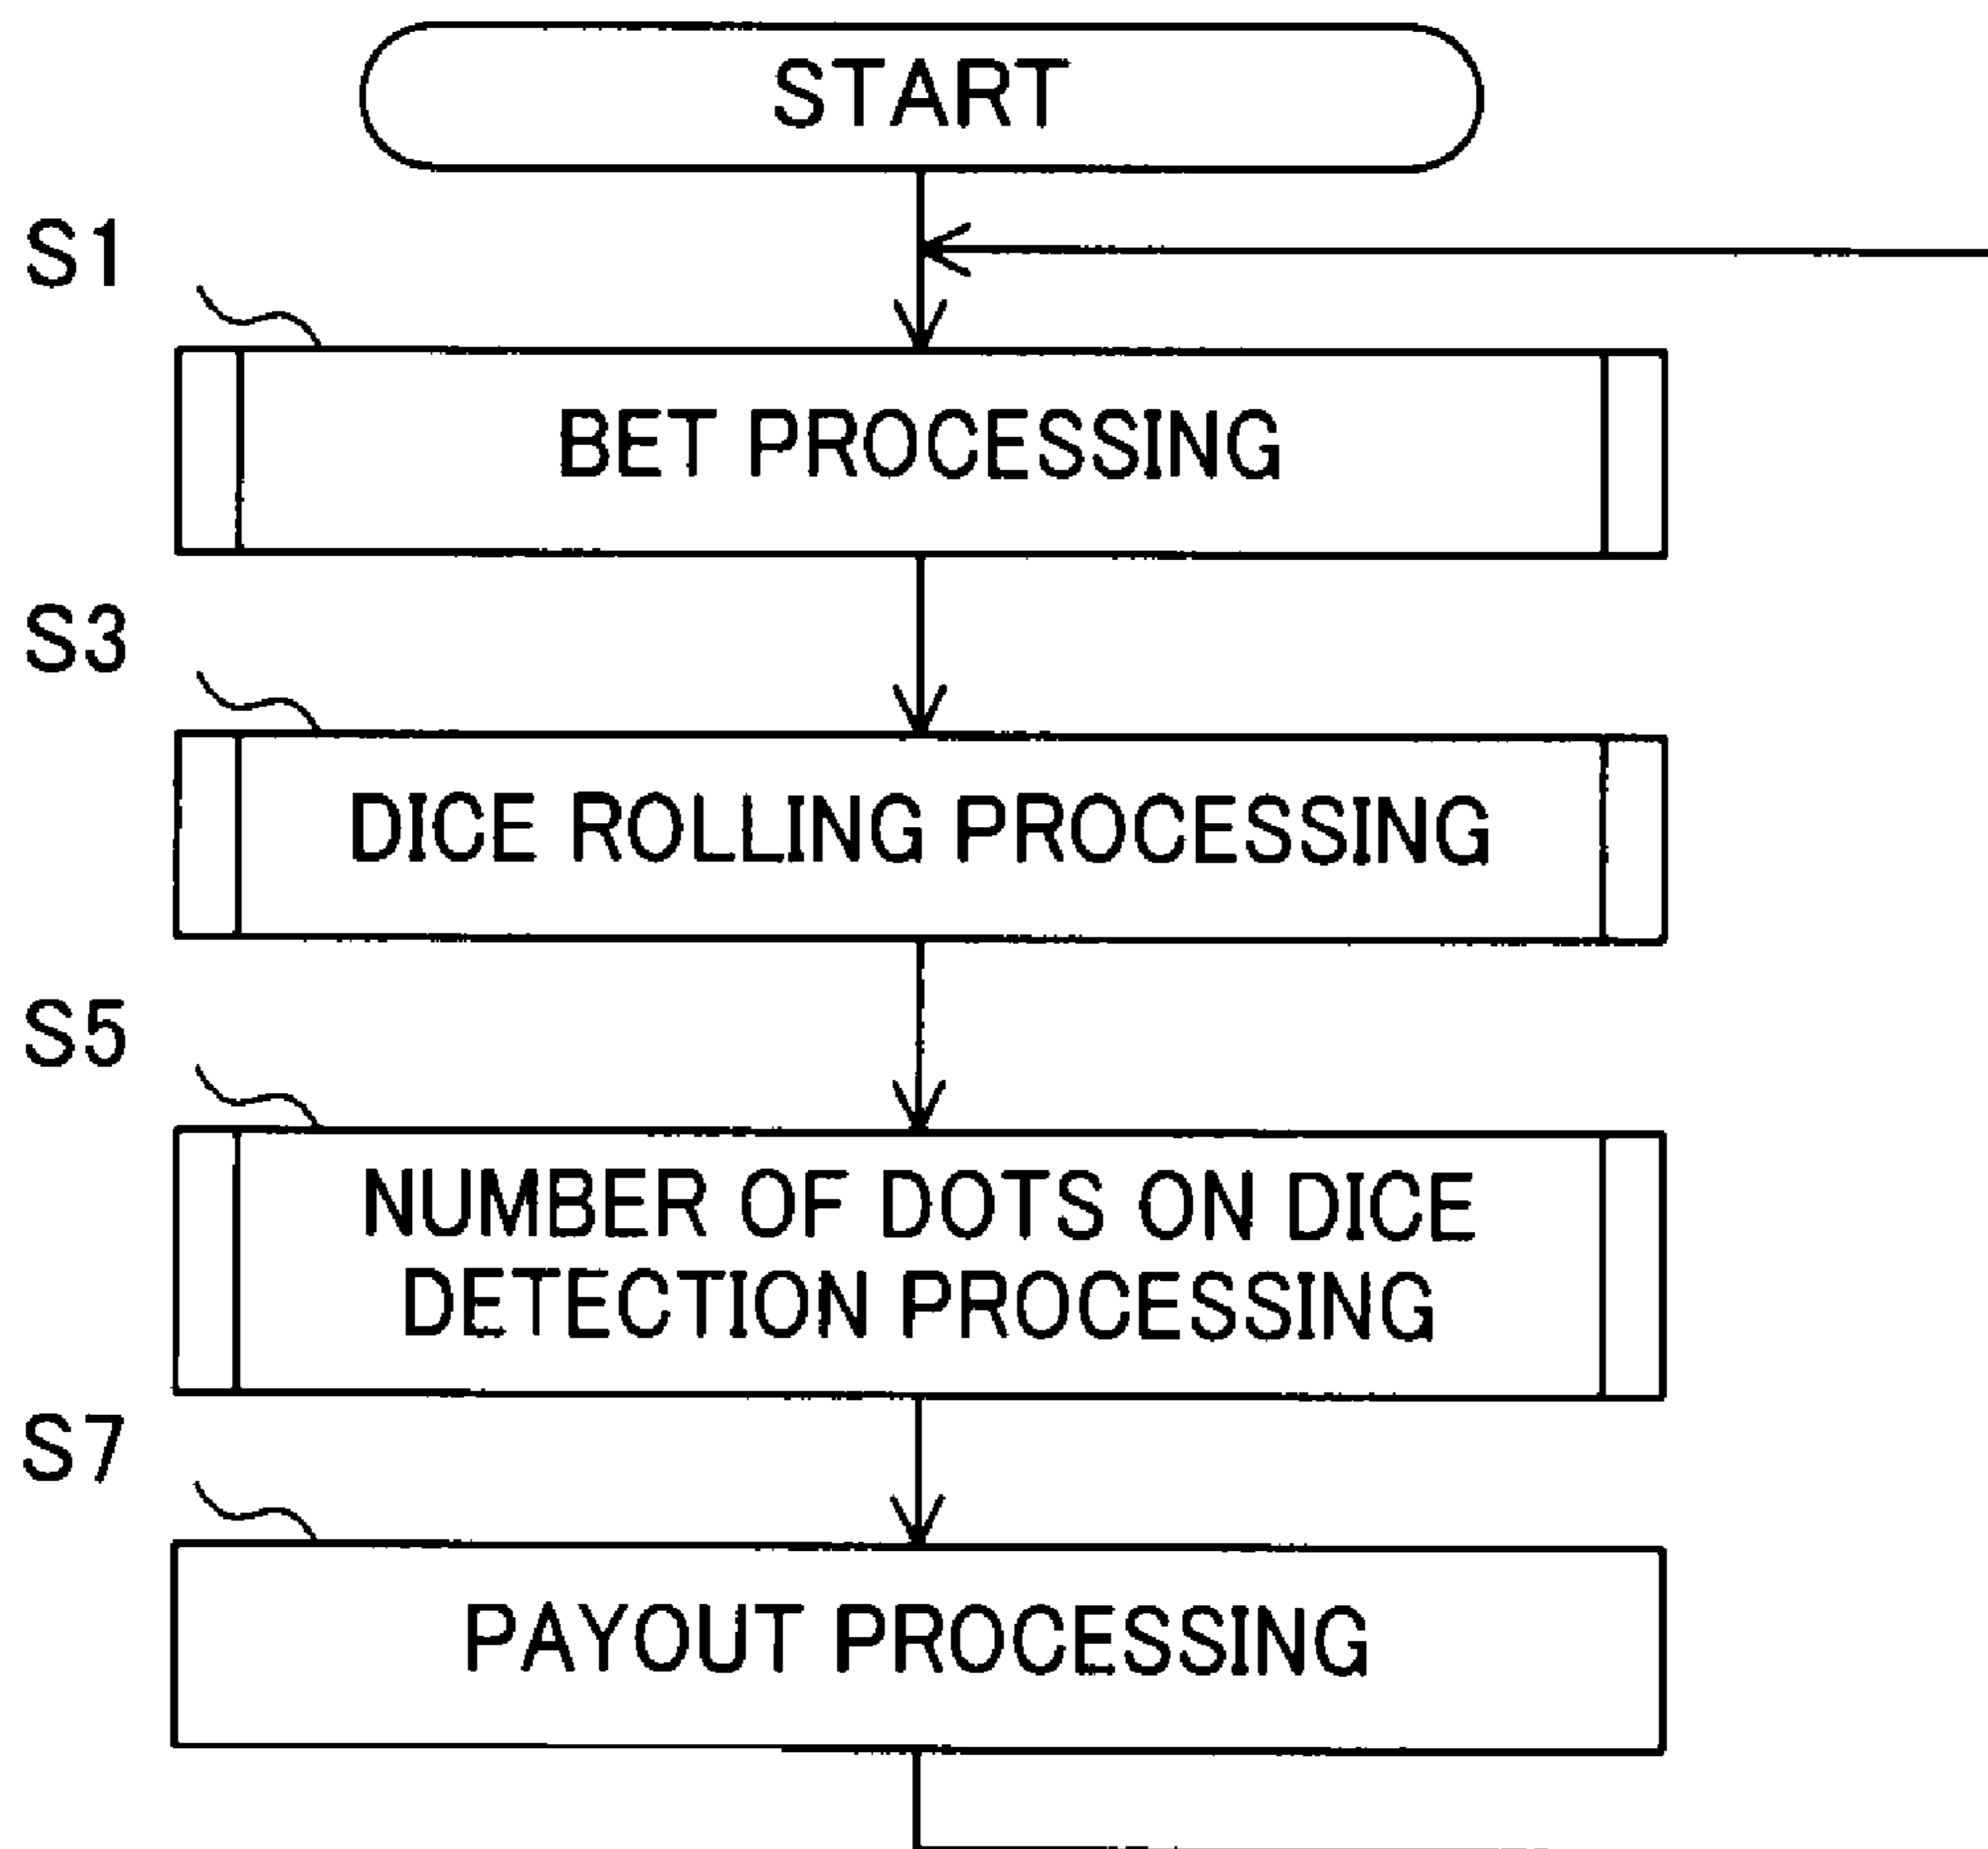 START
S1
BET PROCESSING
S3
DICE ROLLING PROCESSING
S5
NUMBER OF DOTS ON DICE
DETECTION PROCESSING
S7
PAYOUT PROCESSING